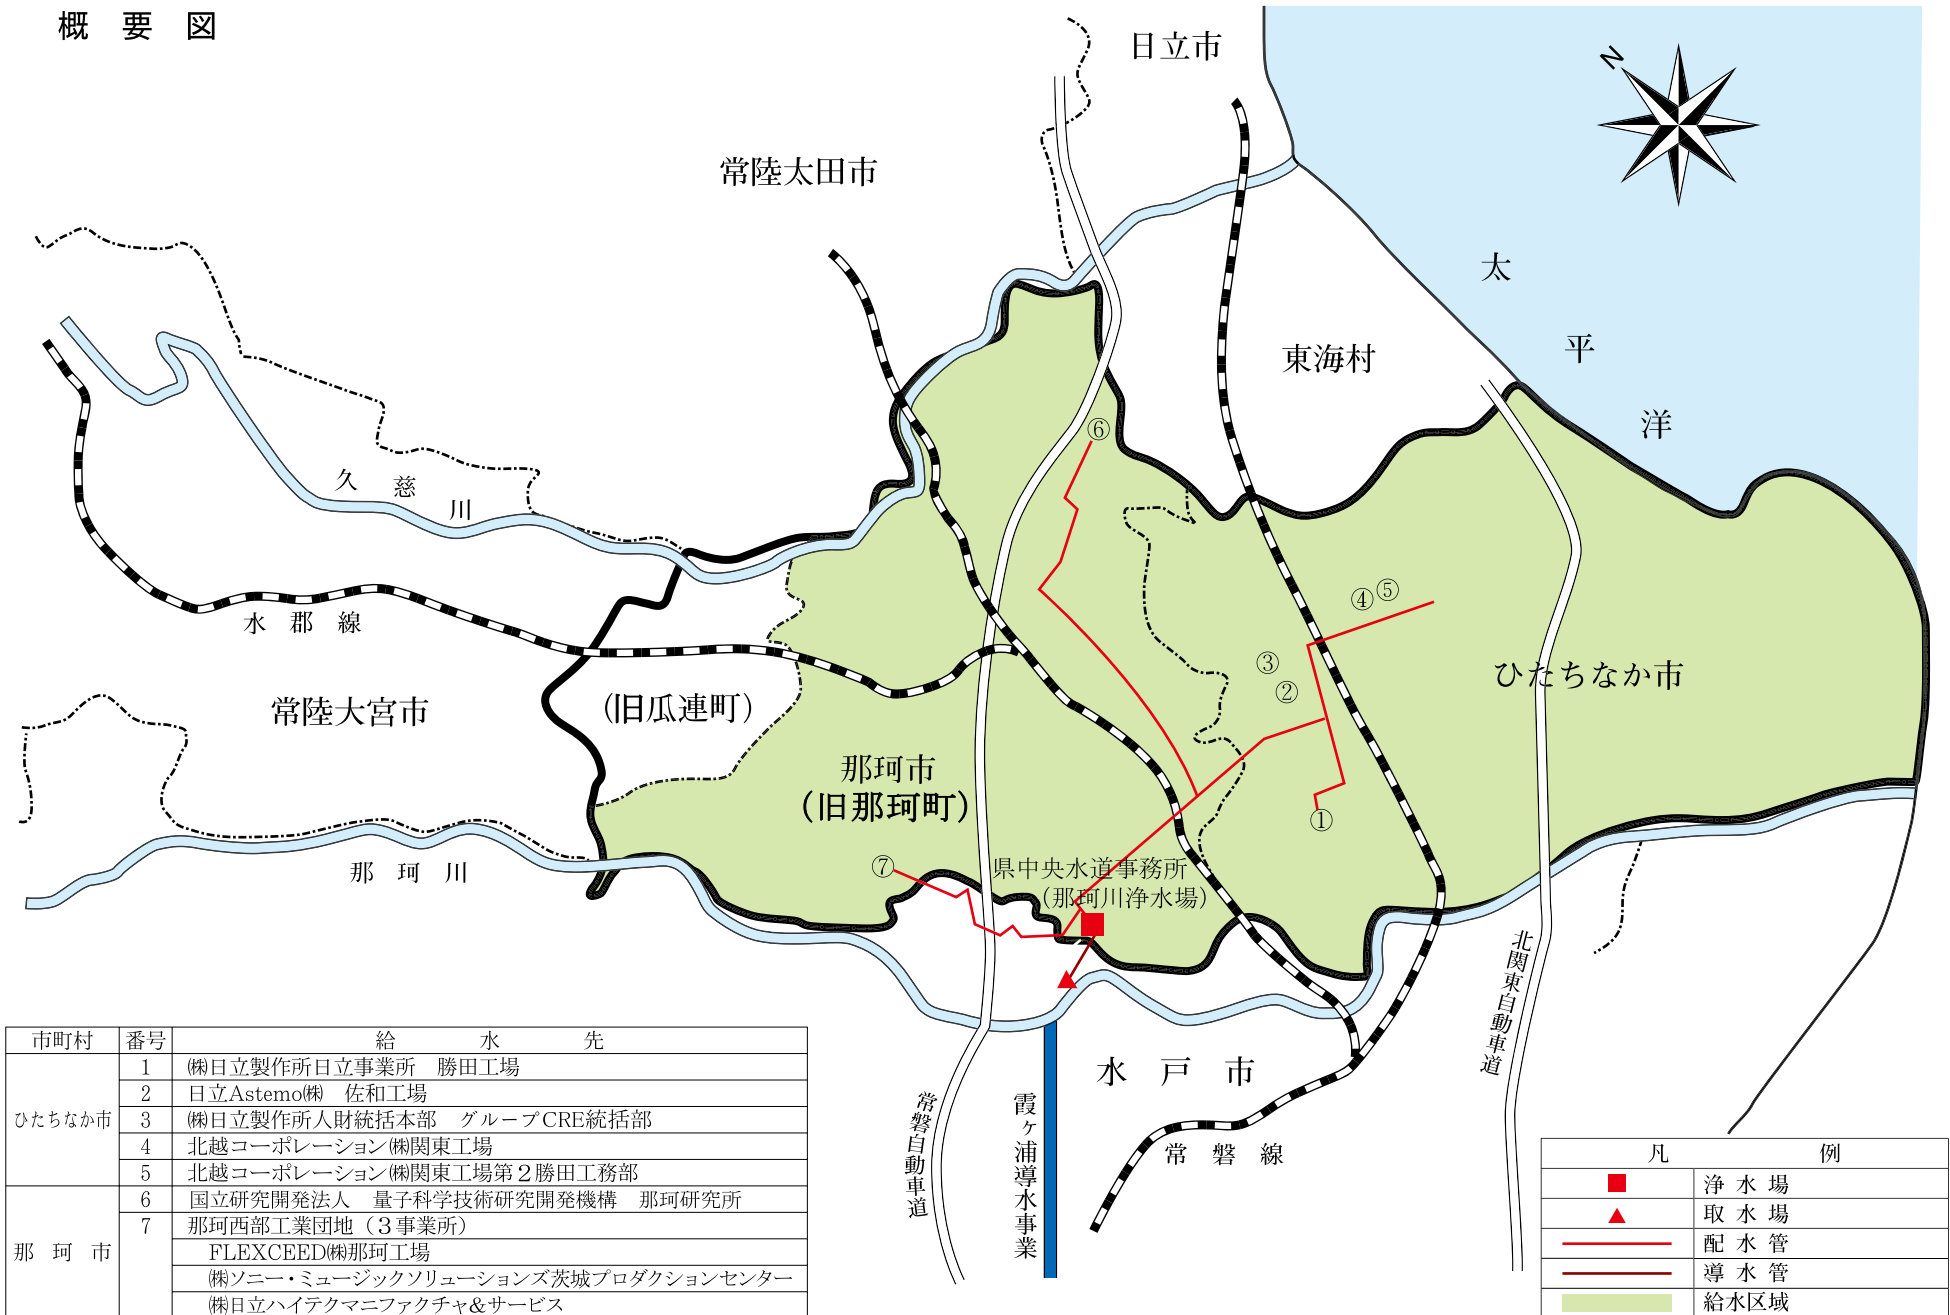 概要図
N
日立市
常陸太田市
太平洋
東海村
⑥
久慈川
④⑤
水郡線
③
②
ひたちなか市
常陸大宮市
(旧瓜連町)
那珂市
(旧那珂町)
①
⑦
県中央水道事務所
(那珂川浄水場)
那珂川
北関東自動車道
水戸市
常磐自動車道
霞ヶ浦導水事業
常磐線
市町村 番号 給水先
ひたちなか市
1 ㈱日立製作所日立事業所 勝田工場
2 日立Astemo㈱ 佐和工場
3 ㈱日立製作所人財統括本部 グループCRE統括部
4 北越コーポレーション㈱関東工場
5 北越コーポレーション㈱関東工場第2勝田工務部
那珂市
6 国立研究開発法人 量子科学技術研究開発機構 那珂研究所
7 那珂西部工業団地（3事業所）
FLEXCEED㈱那珂工場
㈱ソニー・ミュージックソリューションズ茨城プロダクションセンター
㈱日立ハイテクマニファクチャ&サービス
凡例
浄水場
取水場
配水管
導水管
給水区域